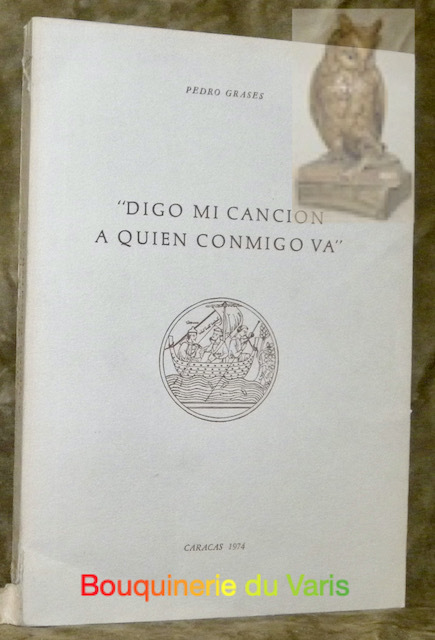 PEDRO GRASES
"DIGO MI CANCION
A QUIEN CONMIGO VA"
CARACAS 1974
Bouquinerie du Varis